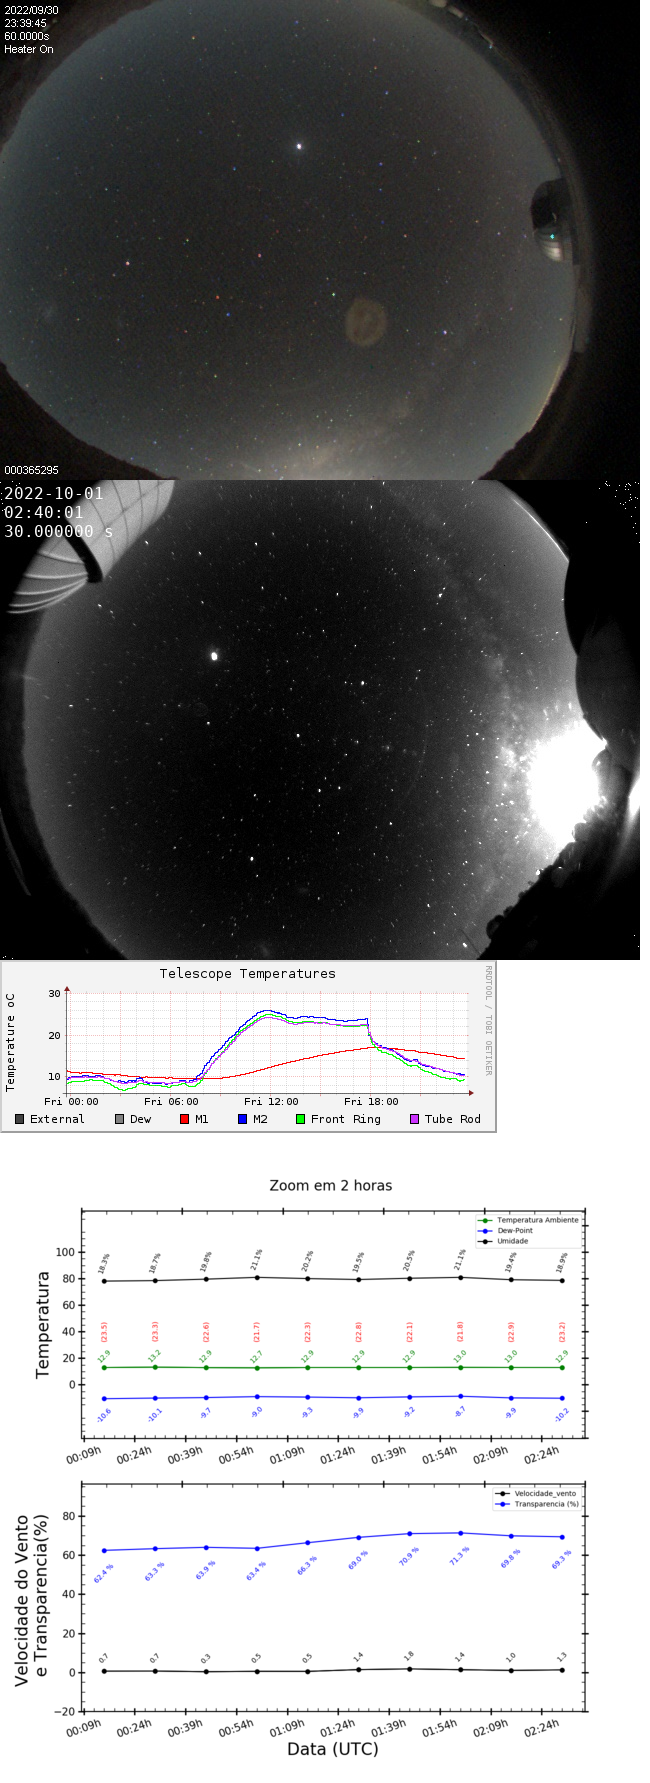 2022/09/30
23:39:45
60.0000s
Heater On
000365295
2022-10-01
02:40:01
30.000000 s
Telescope Temperatures
RRDTOOL / TOBI OETIKER
Temperature oC
30
20
10
Fri 00:00 Fri 06:00 Fri 12:00 Fri 18:00
External Dew M1 M2 Front Ring Tube Rod
Zoom em 2 horas
Temperatura Ambiente
Dew-Point
Umidade
Temperatura
100
80
60
40
20
0
18.3% 18.7% 19.8% 21.1% 20.2% 19.5% 20.5% 21.1% 19.4% 18.9%
(23.5) (23.3) (22.6) (21.7) (22.3) (22.8) (22.1) (21.8) (22.9) (23.2)
12.9 13.2 12.9 12.7 12.9 12.9 12.9 13.0 13.0 12.9
-10.6 -10.1 -9.7 -9.0 -9.3 -9.9 -9.2 -8.7 -9.9 -10.2
00:09h 00:24h 00:39h 00:54h 01:09h 01:24h 01:39h 01:54h 02:09h 02:24h
Velocidade_vento
Transparencia (%)
Velocidade do Vento
e Transparencia(%)
80
60
40
20
0
−20
62.4 % 63.3 % 63.9 % 63.4 % 66.3 % 69.0 % 70.9 % 71.3 % 69.8 % 69.3 %
0.7 0.7 0.3 0.5 0.5 1.4 1.8 1.4 1.0 1.3
00:09h 00:24h 00:39h 00:54h 01:09h 01:24h 01:39h 01:54h 02:09h 02:24h
Data (UTC)